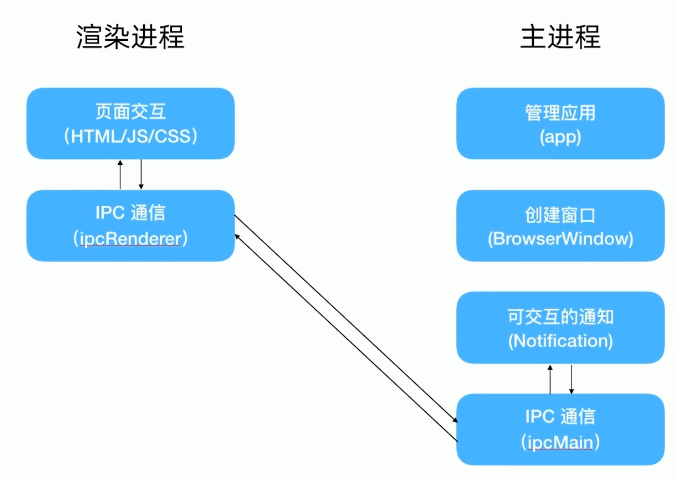 渲染进程
主进程
页面交互
（HTML/JS/CSS）
IPC 通信
（ipcRenderer）
管理应用
(app)
创建窗口
(BrowserWindow)
可交互的通知
(Notification)
IPC 通信
（ipcMain）